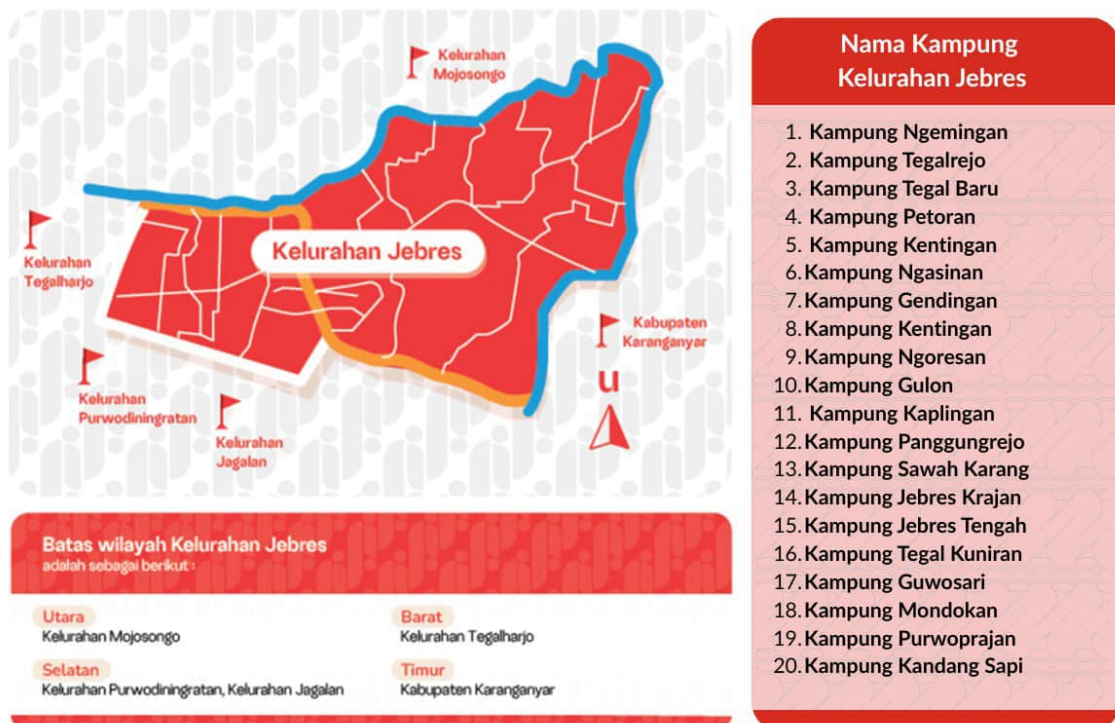 Kelurahan
Mojosongo
Kelurahan
Tegalharjo
Kelurahan Jebres
Kabupaten
Karanganyar
Kelurahan
Purwodiningratan
Kelurahan
Jagalan
u
Batas wilayah Kelurahan Jebres
adalah sebagai berikut :
Utara
Kelurahan Mojosongo
Barat
Kelurahan Tegalharjo
Selatan
Kelurahan Purwodiningratan, Kelurahan Jagalan
Timur
Kabupaten Karanganyar
Nama Kampung
Kelurahan Jebres
1. Kampung Ngemingan
2. Kampung Tegalrejo
3. Kampung Tegal Baru
4. Kampung Petoran
5. Kampung Kentingan
6. Kampung Ngasinan
7. Kampung Gendingan
8. Kampung Kentingan
9. Kampung Ngoresan
10. Kampung Gulon
11. Kampung Kaplingan
12. Kampung Panggungrejo
13. Kampung Sawah Karang
14. Kampung Jebres Krajan
15. Kampung Jebres Tengah
16. Kampung Tegal Kuniran
17. Kampung Guwosari
18. Kampung Mondokan
19. Kampung Purwoprajan
20. Kampung Kandang Sapi